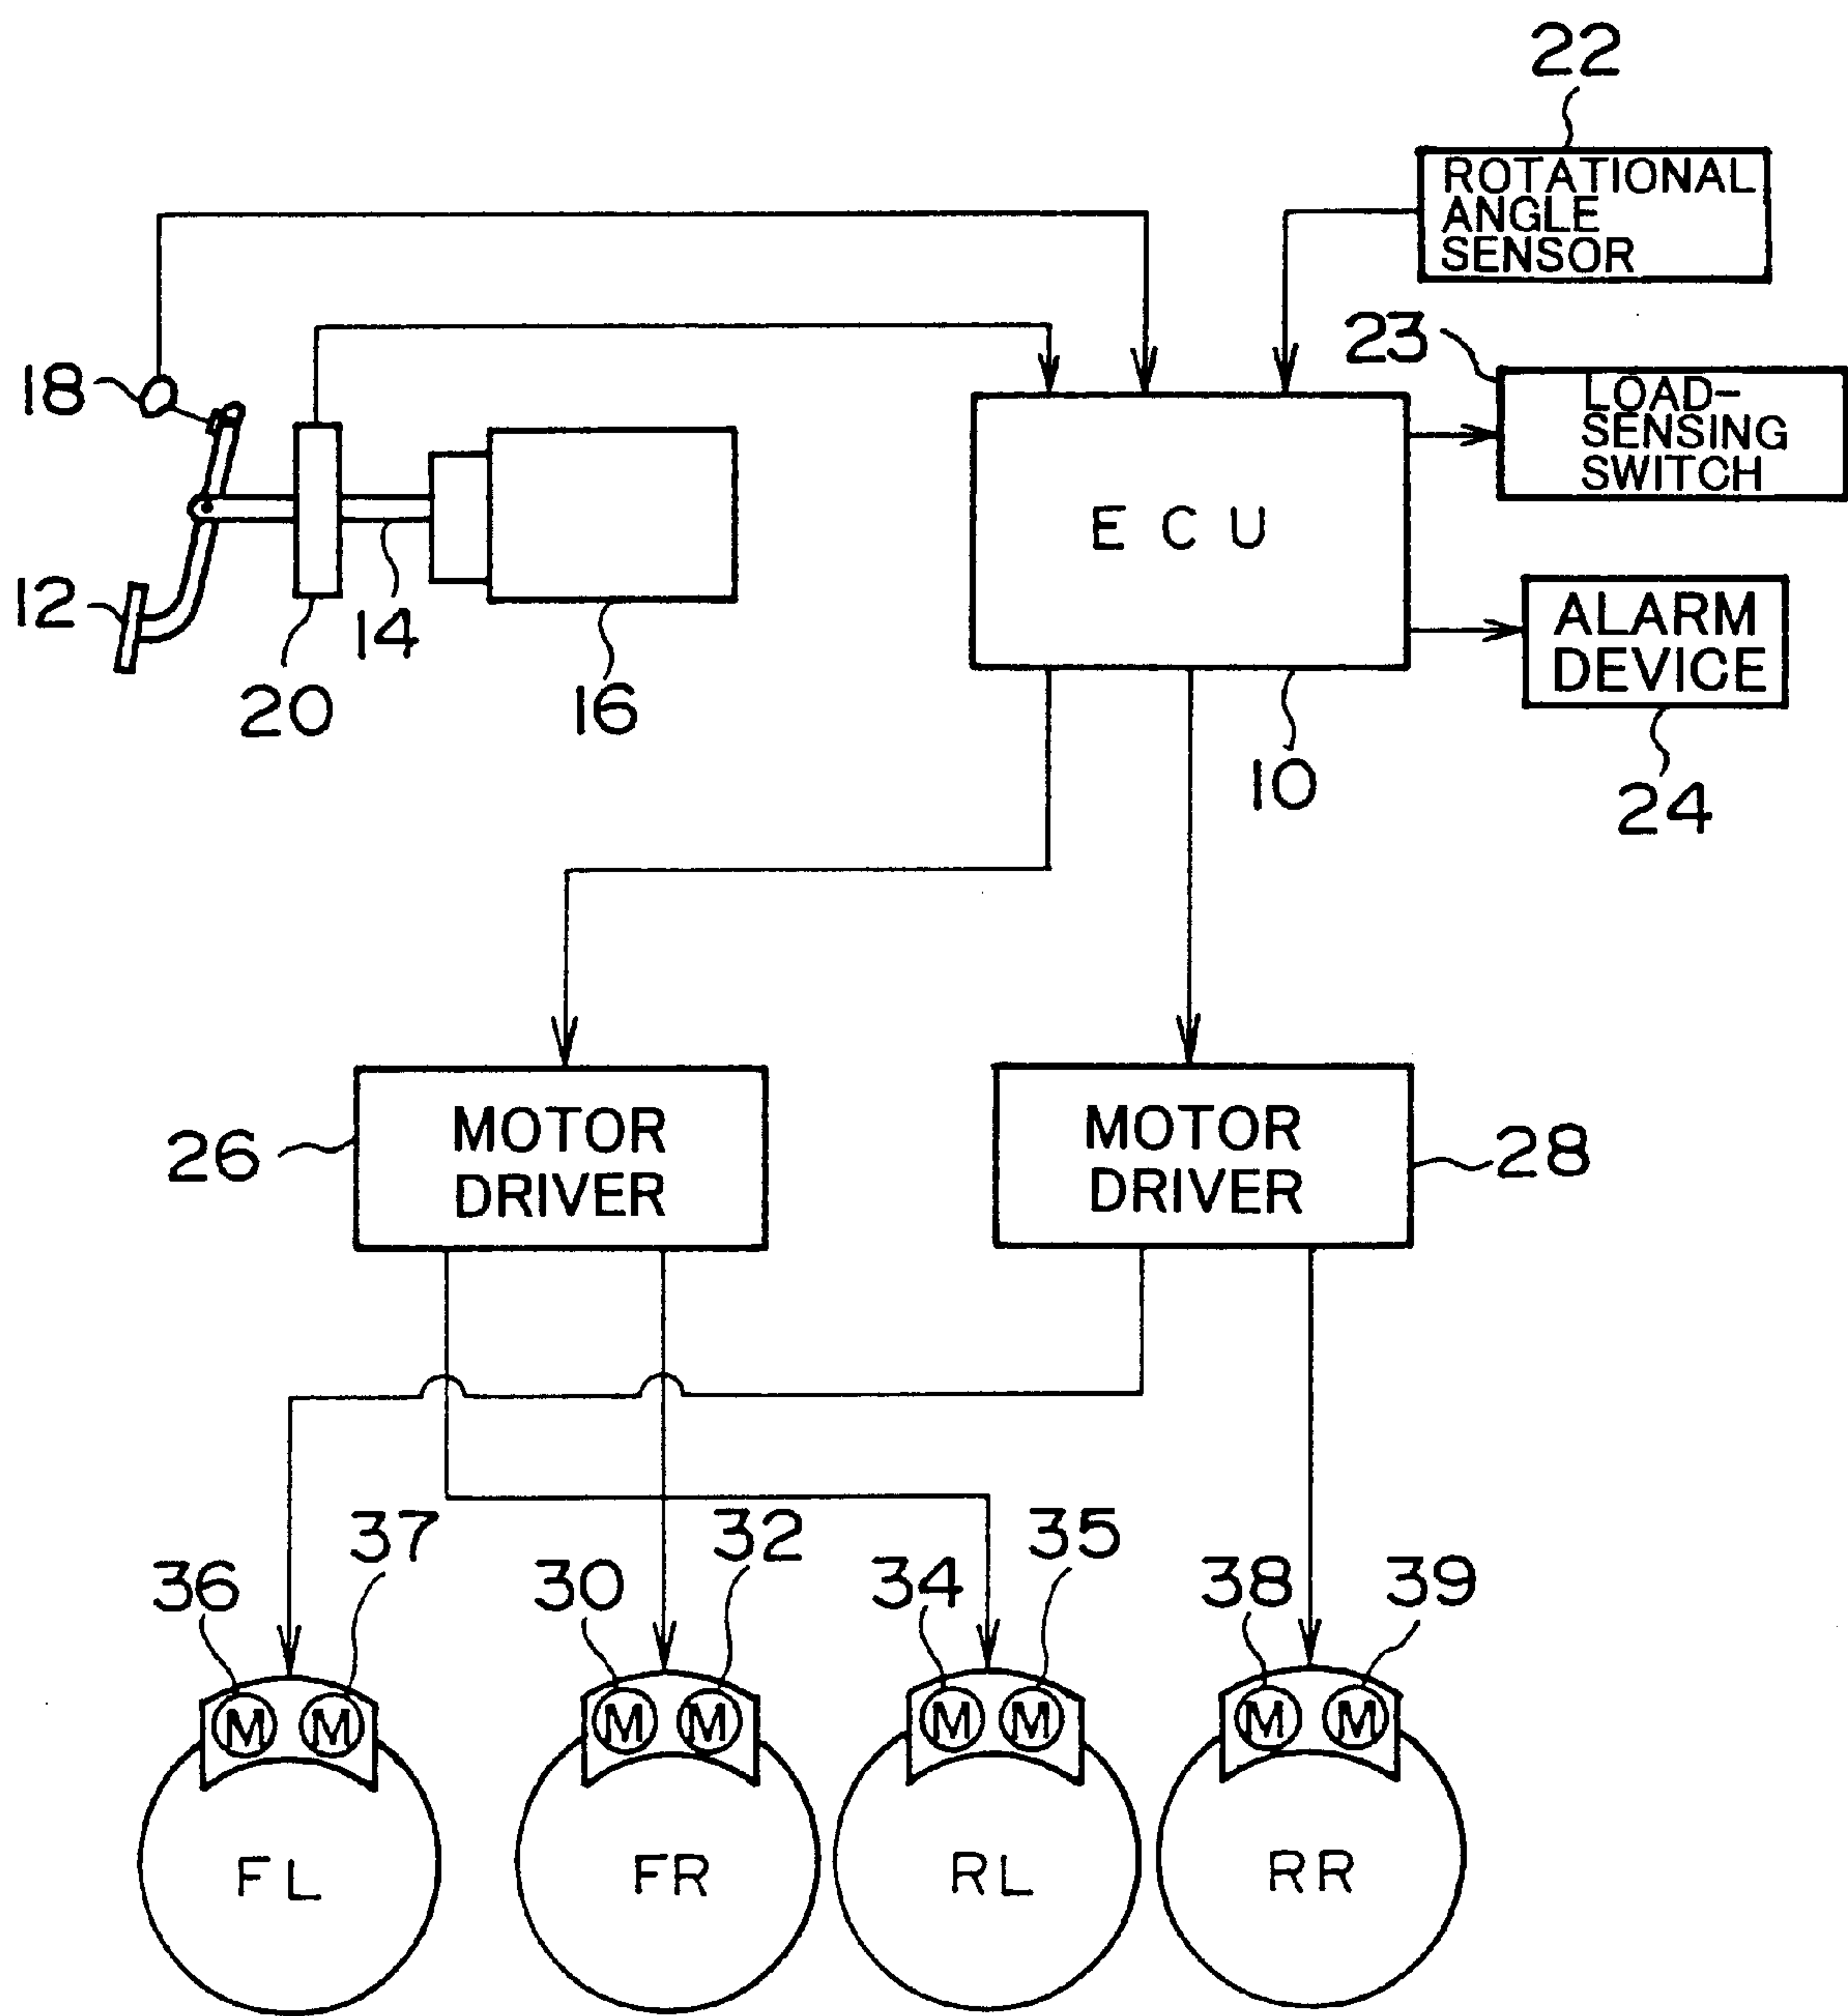 22
ROTATIONAL
ANGLE
SENSOR
23
LOAD-
SENSING
SWITCH
18
ECU
12
14
ALARM
DEVICE
20
16
10
24
MOTOR
DRIVER
26
MOTOR
DRIVER
28
37
32
35
36
30
34
38
39
M M
M M
M M
M M
FL
FR
RL
RR